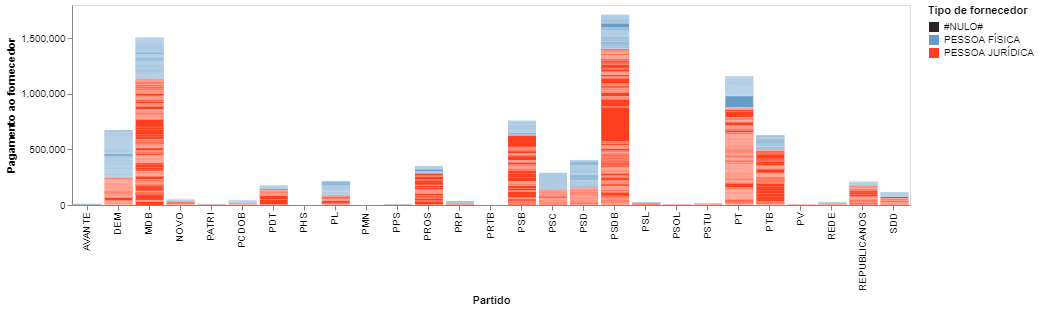 Tipo de fornecedor
#NULO#
PESSOA FÍSICA
PESSOA JURÍDICA
Pagamento ao fornecedor
1,500,000
1,000,000
500,000
0
AVANTE
DEM
MDB
NOVO
PATRI
PCDOB
PDT
PHS
PL
PMN
PPS
PROS
PRP
PRTB
PSB
PSC
PSD
PSDB
PSL
PSOL
PSTU
PT
PTB
PV
REDE
REPUBLICANOS
SDD
Partido